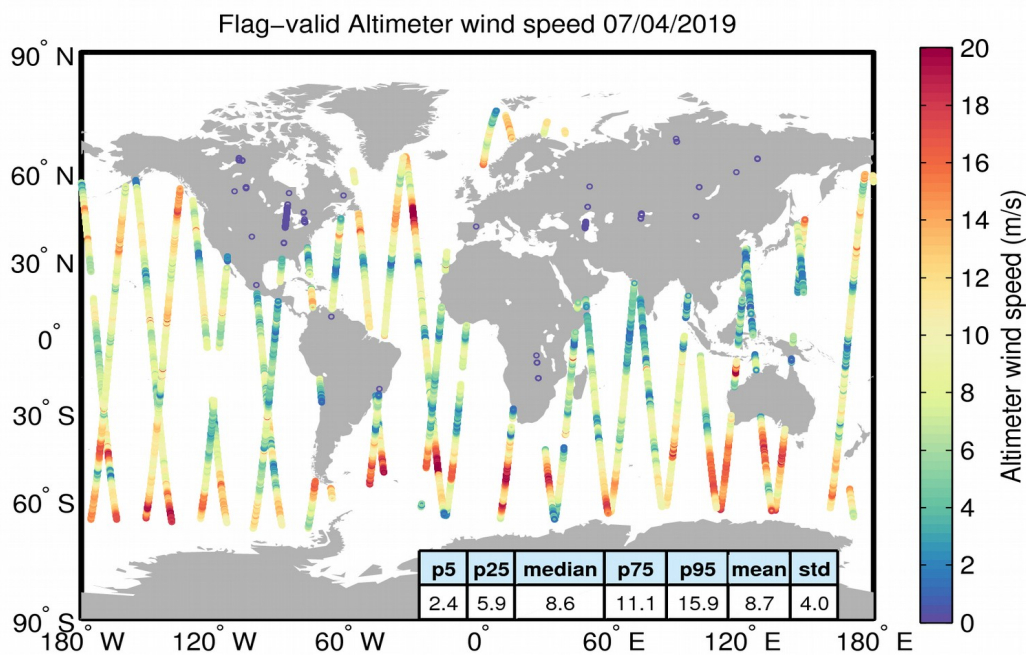 Flag−valid Altimeter wind speed 07/04/2019
90° N
60° N
30° N
0°
30° S
60° S
90° S
180° W
120° W
60° W
0°
60° E
120° E
180° E
p5 p25 median p75 p95 mean std
2.4 5.9 8.6 11.1 15.9 8.7 4.0
20
18
16
14
12
10
8
6
4
2
0
Altimeter wind speed (m/s)